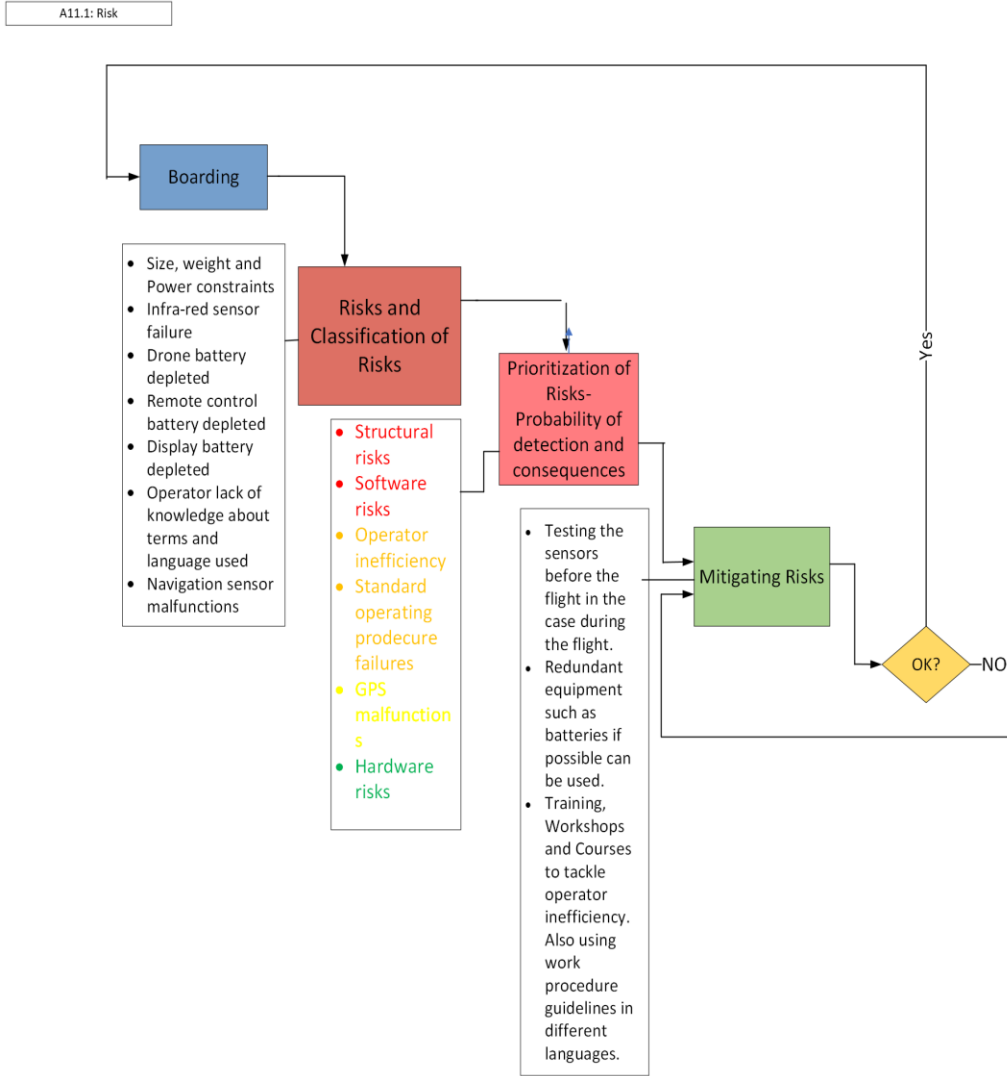 A11.1: Risk
Boarding
• Size, weight and
Power constraints
• Infra-red sensor
failure
• Drone battery
depleted
• Remote control
battery depleted
• Display battery
depleted
• Operator lack of
knowledge about
terms and
language used
• Navigation sensor
malfunctions
Risks and
Classification of
Risks
• Structural
risks
• Software
risks
• Operator
inefficiency
• Standard
operating
prodecure
failures
• GPS
malfunction
s
• Hardware
risks
Prioritization of
Risks-
Probability of
detection and
consequences
• Testing the
sensors
before the
flight in the
case during
the flight.
• Redundant
equipment
such as
batteries if
possible can
be used.
• Training,
Workshops
and Courses
to tackle
operator
inefficiency.
Also using
work
procedure
guidelines in
different
languages.
Mitigating Risks
OK?
Yes
NO